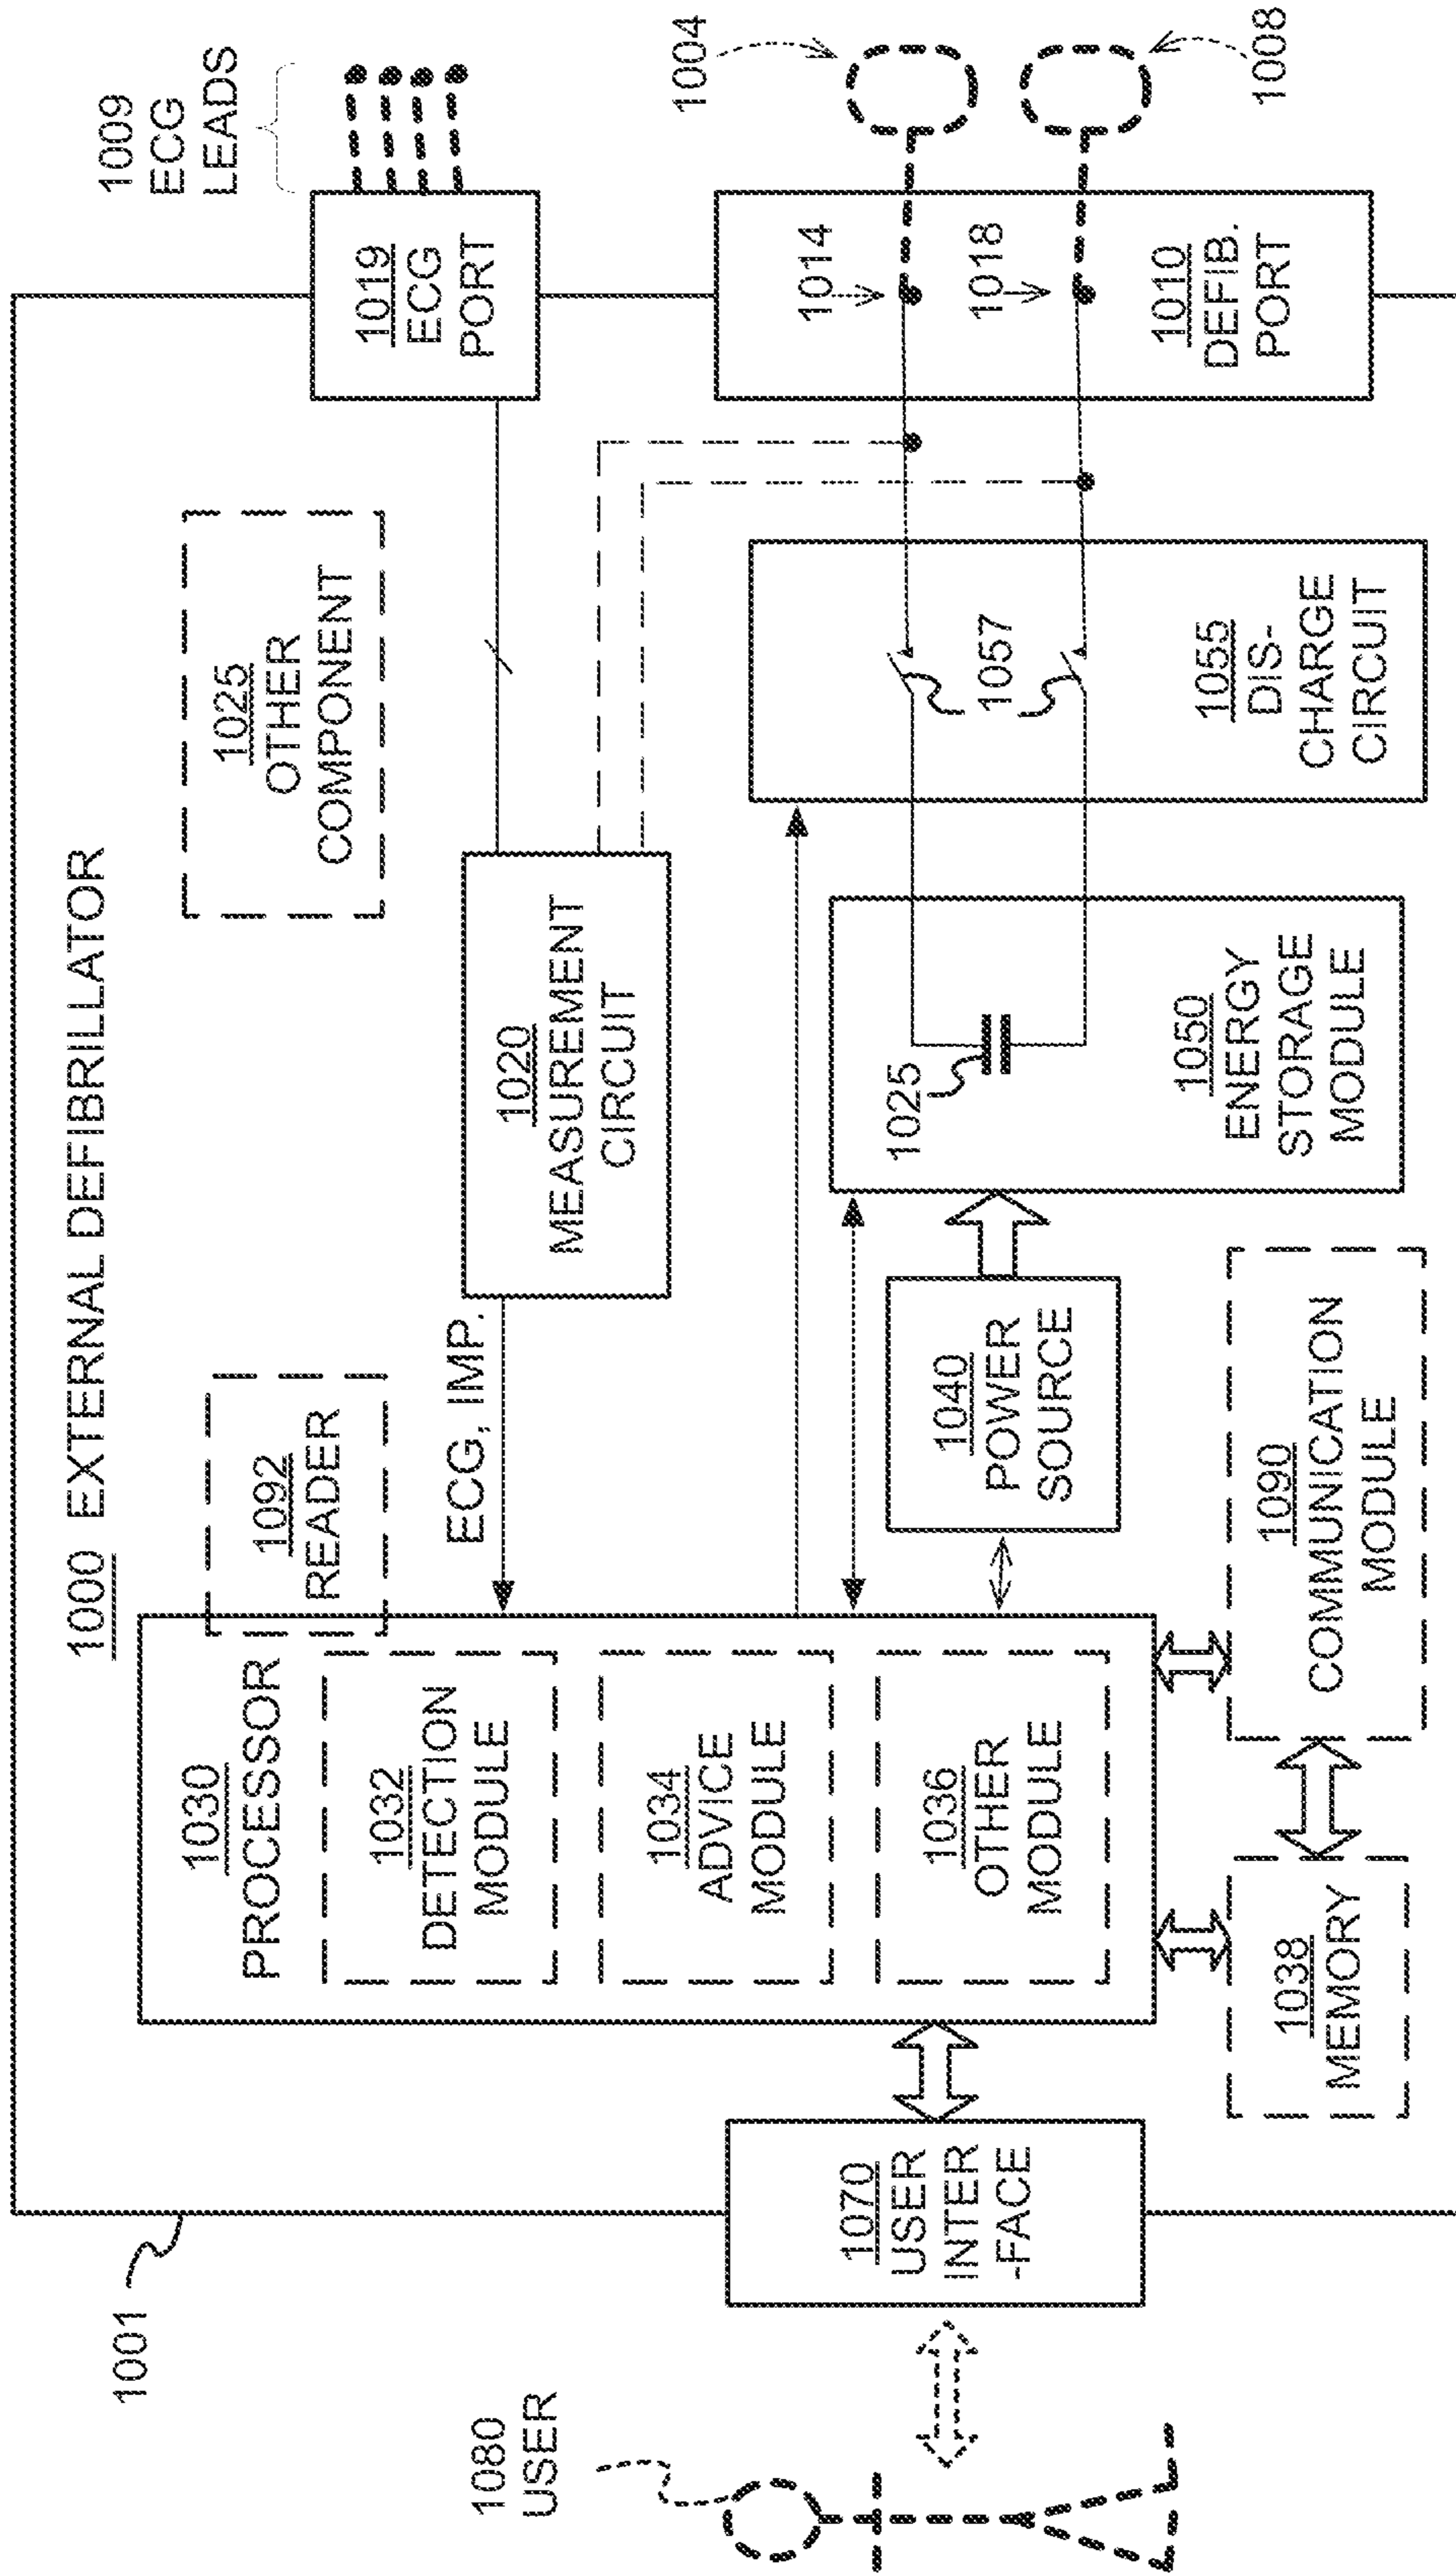 1000 EXTERNAL DEFIBRILLATOR
1001
1009
ECG
LEADS
1019
ECG
PORT
1025
OTHER
COMPONENT
1092
READER
1030
PROCESSOR
1032
DETECTION
MODULE
1034
ADVICE
MODULE
1036
OTHER
MODULE
ECG, IMP.
1020
MEASUREMENT
CIRCUIT
1004
1008
1014
1018
1010
DEFIB.
PORT
1057
1055
DIS-
CHARGE
CIRCUIT
1025
1050
ENERGY
STORAGE
MODULE
1040
POWER
SOURCE
1080
USER
1070
USER
INTER
-FACE
1038
MEMORY
1090
COMMUNICATION
MODULE